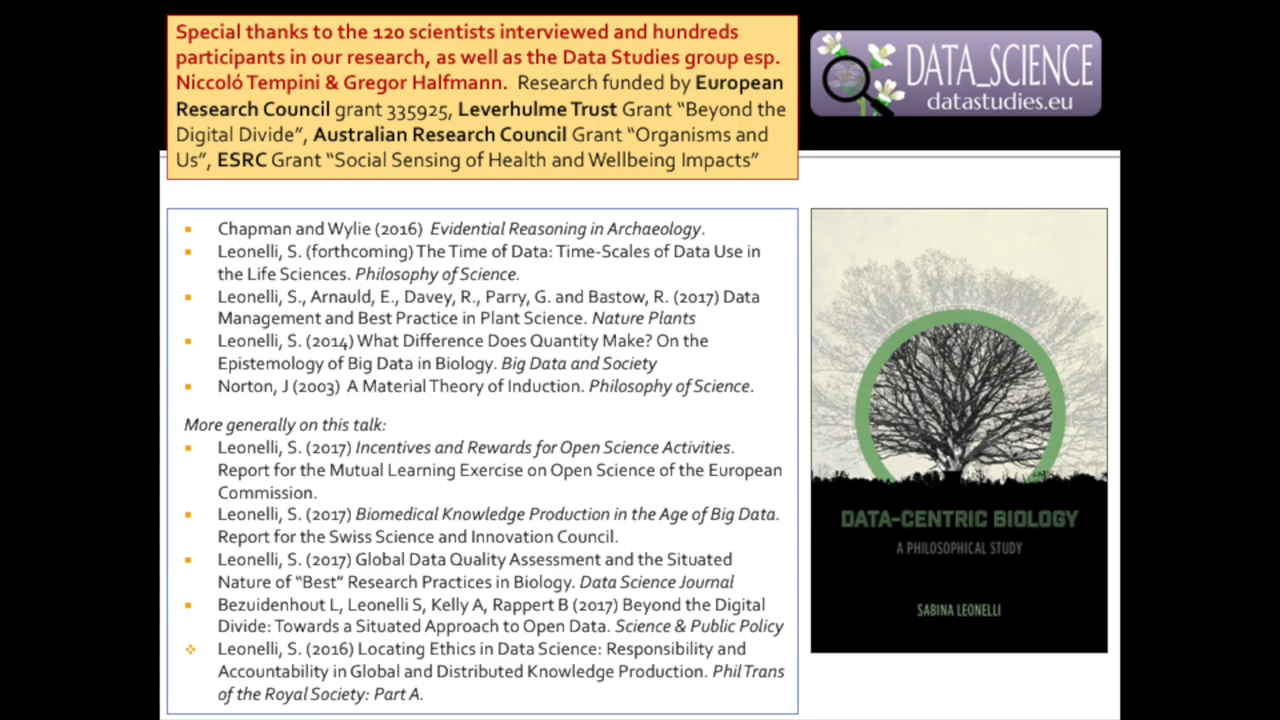 Special thanks to the 120 scientists interviewed and hundreds
participants in our research, as well as the Data Studies group esp.
Niccoló Tempini & Gregor Halfmann. Research funded by European
Research Council grant 335925, Leverhulme Trust Grant “Beyond the
Digital Divide”, Australian Research Council Grant “Organisms and
Us”, ESRC Grant “Social Sensing of Health and Wellbeing Impacts”
DATA_SCIENCE
datastudies.eu
Chapman and Wylie (2016) Evidential Reasoning in Archaeology.
Leonelli, S. (forthcoming) The Time of Data: Time-Scales of Data Use in
the Life Sciences. Philosophy of Science.
Leonelli, S., Arnauld, E., Davey, R., Parry, G. and Bastow, R. (2017) Data
Management and Best Practice in Plant Science. Nature Plants
Leonelli, S. (2014) What Difference Does Quantity Make? On the
Epistemology of Big Data in Biology. Big Data and Society
Norton, J (2003) A Material Theory of Induction. Philosophy of Science.
More generally on this talk:
Leonelli, S. (2017) Incentives and Rewards for Open Science Activities.
Report for the Mutual Learning Exercise on Open Science of the European
Commission.
Leonelli, S. (2017) Biomedical Knowledge Production in the Age of Big Data.
Report for the Swiss Science and Innovation Council.
Leonelli, S. (2017) Global Data Quality Assessment and the Situated
Nature of “Best” Research Practices in Biology. Data Science Journal
Bezuidenhout L, Leonelli S, Kelly A, Rappert B (2017) Beyond the Digital
Divide: Towards a Situated Approach to Open Data. Science & Public Policy
Leonelli, S. (2016) Locating Ethics in Data Science: Responsibility and
Accountability in Global and Distributed Knowledge Production. Phil Trans
of the Royal Society: Part A.
DATA-CENTRIC BIOLOGY
A PHILOSOPHICAL STUDY
SABINA LEONELLI